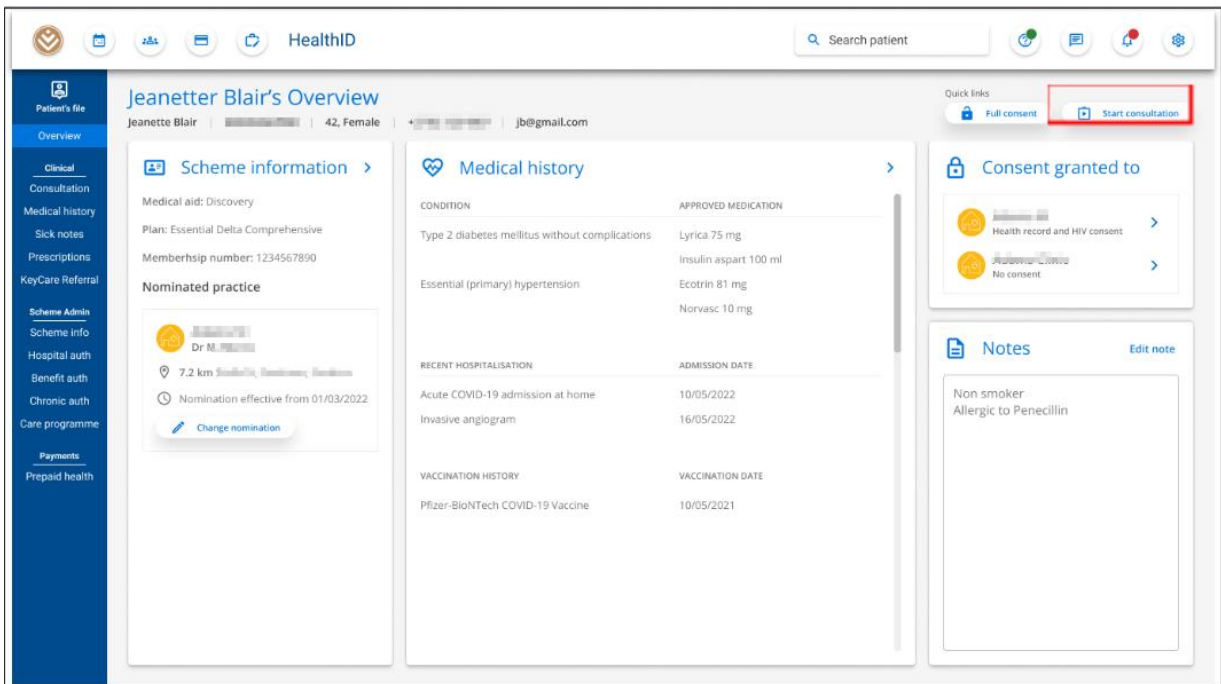 HealthID
Search patient
Patient's file
Overview
Clinical
Consultation
Medical history
Sick notes
Prescriptions
KeyCare Referral
Scheme Admin
Scheme info
Hospital auth
Benefit auth
Chronic auth
Care programme
Payments
Prepaid health
Jeanetter Blair's Overview
Jeanette Blair | | 42, Female | + | jb@gmail.com
Quick links
Full consent
Start consultation
Scheme information >
Medical aid: Discovery
Plan: Essential Delta Comprehensive
Memberhsip number: 1234567890
Nominated practice
Dr M.
7.2 km
Nomination effective from 01/03/2022
Change nomination
Medical history >
CONDITION APPROVED MEDICATION
Type 2 diabetes mellitus without complications Lyrica 75 mg
Insulin aspart 100 ml
Essential (primary) hypertension Ecotrin 81 mg
Norvasc 10 mg
RECENT HOSPITALISATION ADMISSION DATE
Acute COVID-19 admission at home 10/05/2022
Invasive angiogram 16/05/2022
VACCINATION HISTORY VACCINATION DATE
Pfizer-BioNTech COVID-19 Vaccine 10/05/2021
Consent granted to
Health record and HIV consent >
No consent >
Notes Edit note
Non smoker
Allergic to Penecillin